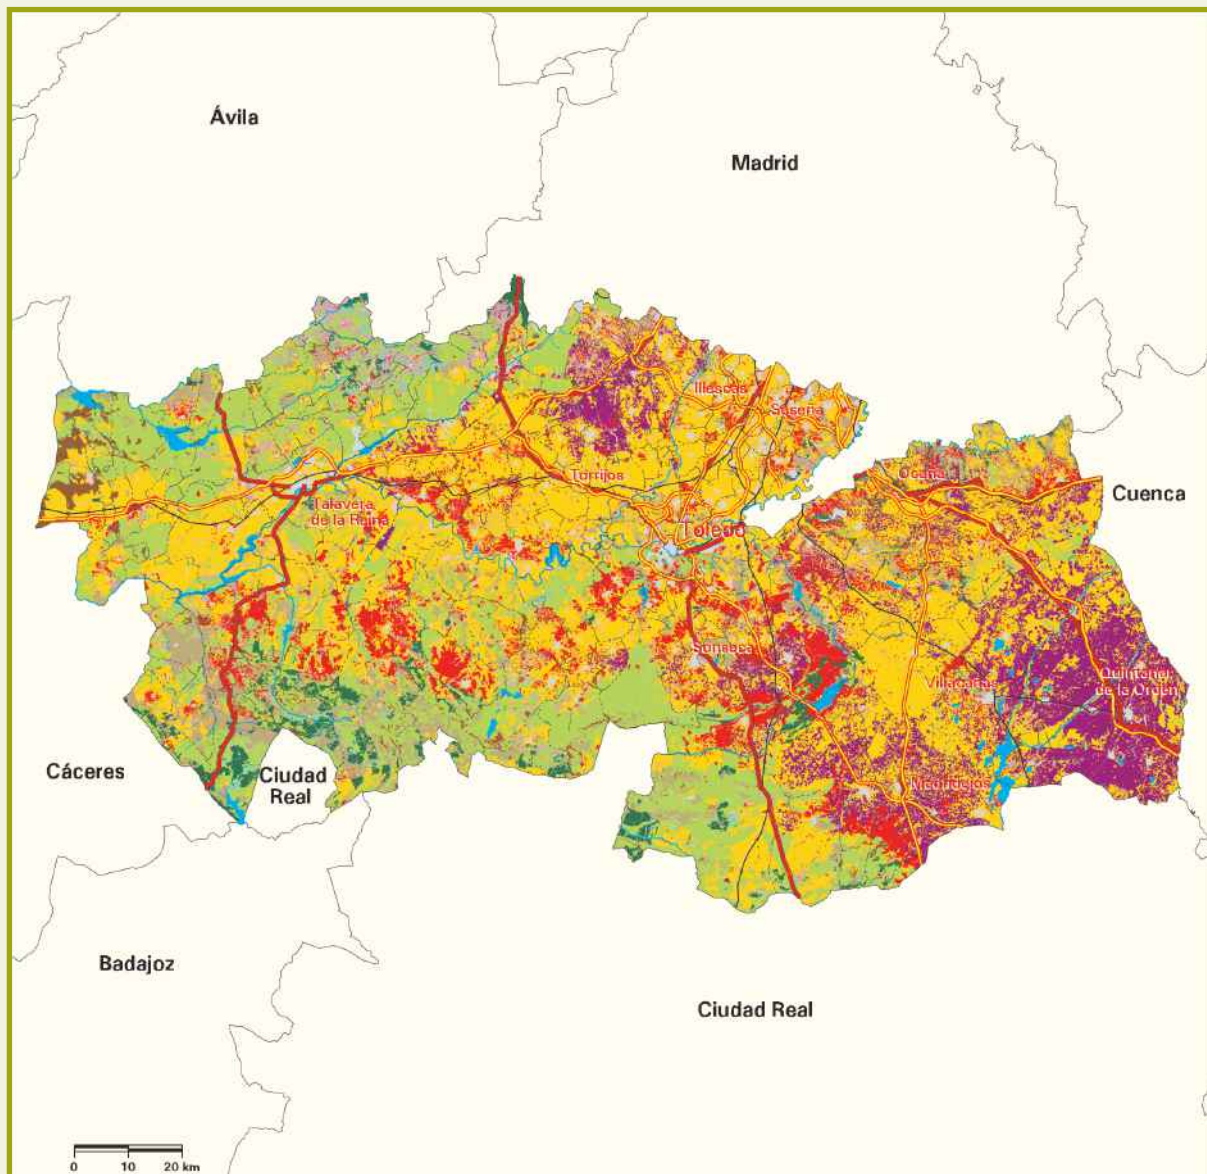 Ávila
Madrid
Illescas
Seseña
Torrijos
Ocaña
Cuenca
Talavera
de la Reina
Toledo
Sonseca
Villacañas
Quintanar
de la Orden
Cáceres
Ciudad
Real
Madridejos
Badajoz
Ciudad Real
0 10 20 km